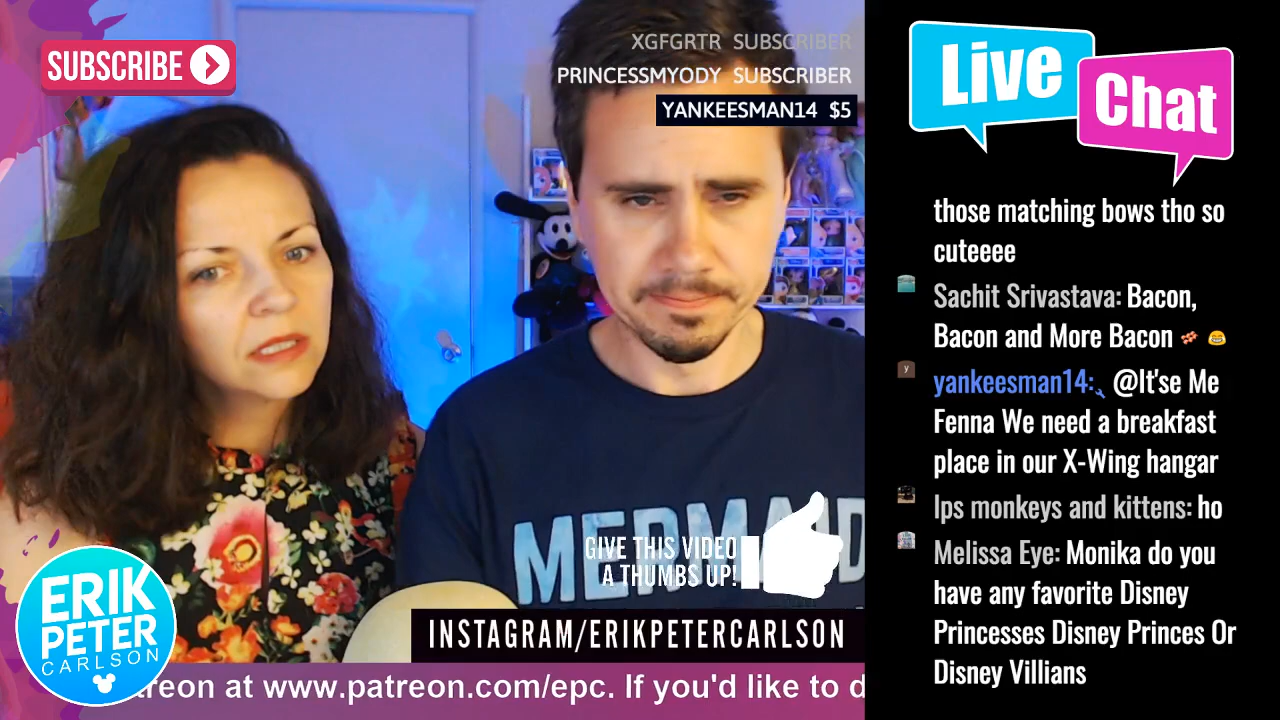 SUBSCRIBE
XGFGRTR SUBSCRIBER
PRINCESSMYODY SUBSCRIBER
YANKEESMAN14 $5
MERMAID
GIVE THIS VIDEO
A THUMBS UP!
INSTAGRAM/ERIKPETERCARLSON
ERIK
PETER
CARLSON
treon at www.patreon.com/epc. If you'd like to d
Live
Chat
those matching bows tho so
cuteeee
Sachit Srivastava: Bacon,
Bacon and More Bacon 🥓 😂
y
yankeesman14: @It'se Me
Fenna We need a breakfast
place in our X-Wing hangar
lps monkeys and kittens: ho
Melissa Eye: Monika do you
have any favorite Disney
Princesses Disney Princes Or
Disney Villians